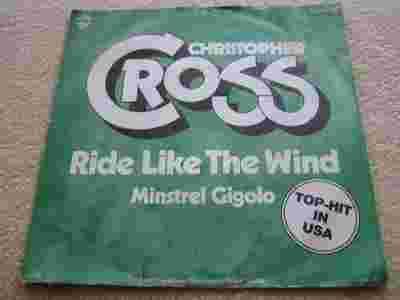 CHRISTOPHER
CROSS
Ride Like The Wind
Minstrel Gigolo
TOP-HIT
IN
USA